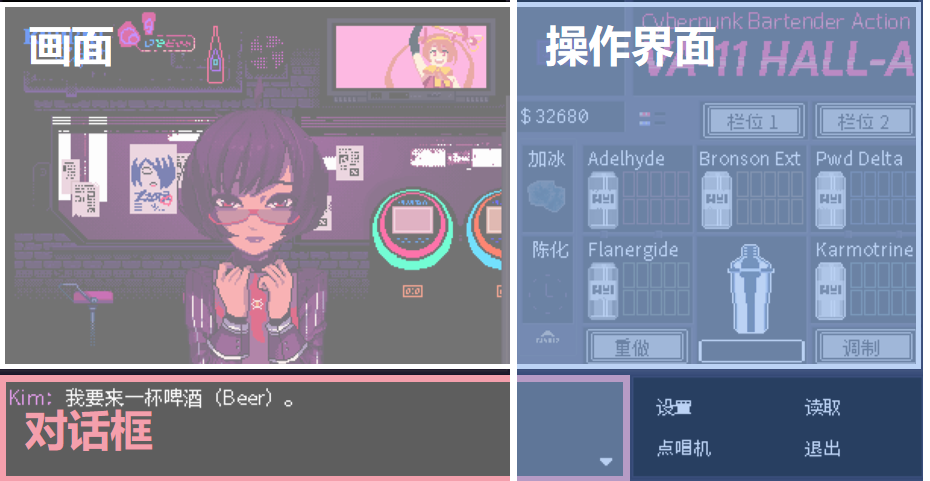 画面
操作界面
Cyberpunk Bartender Action
VA-11 HALL-A
$ 32680
栏位 1
栏位 2
加冰
Adelhyde
Bronson Ext
Pwd Delta
陈化
Flanergide
Karmotrine
重做
调制
Kim: 我要来一杯啤酒（Beer）。
对话框
设置
读取
点唱机
退出